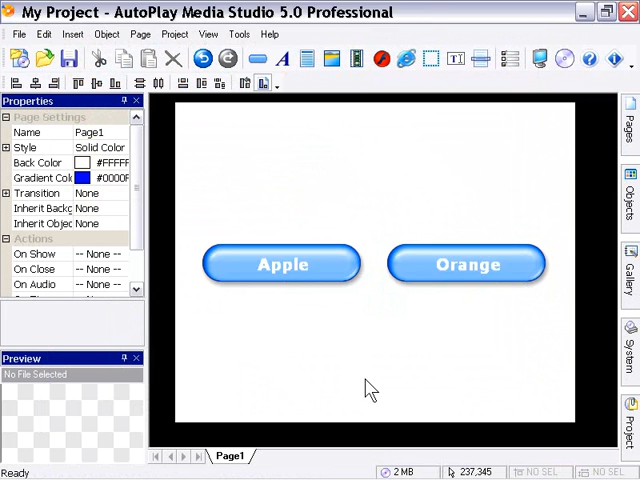 My Project - AutoPlay Media Studio 5.0 Professional
File Edit Insert Object Page Project View Tools Help
Properties
Page Settings
Name Page1
Style Solid Color
Back Color #FFFFF
Gradient Col #0000F
Transition None
Inherit Backg None
Inherit Objec None
Actions
On Show -- None --
On Close -- None --
On Audio -- None --
Preview
No File Selected
Apple
Orange
Pages
Objects
Gallery
System
Project
Page1
Ready
2 MB
237,345
NO SEL
NO SEL